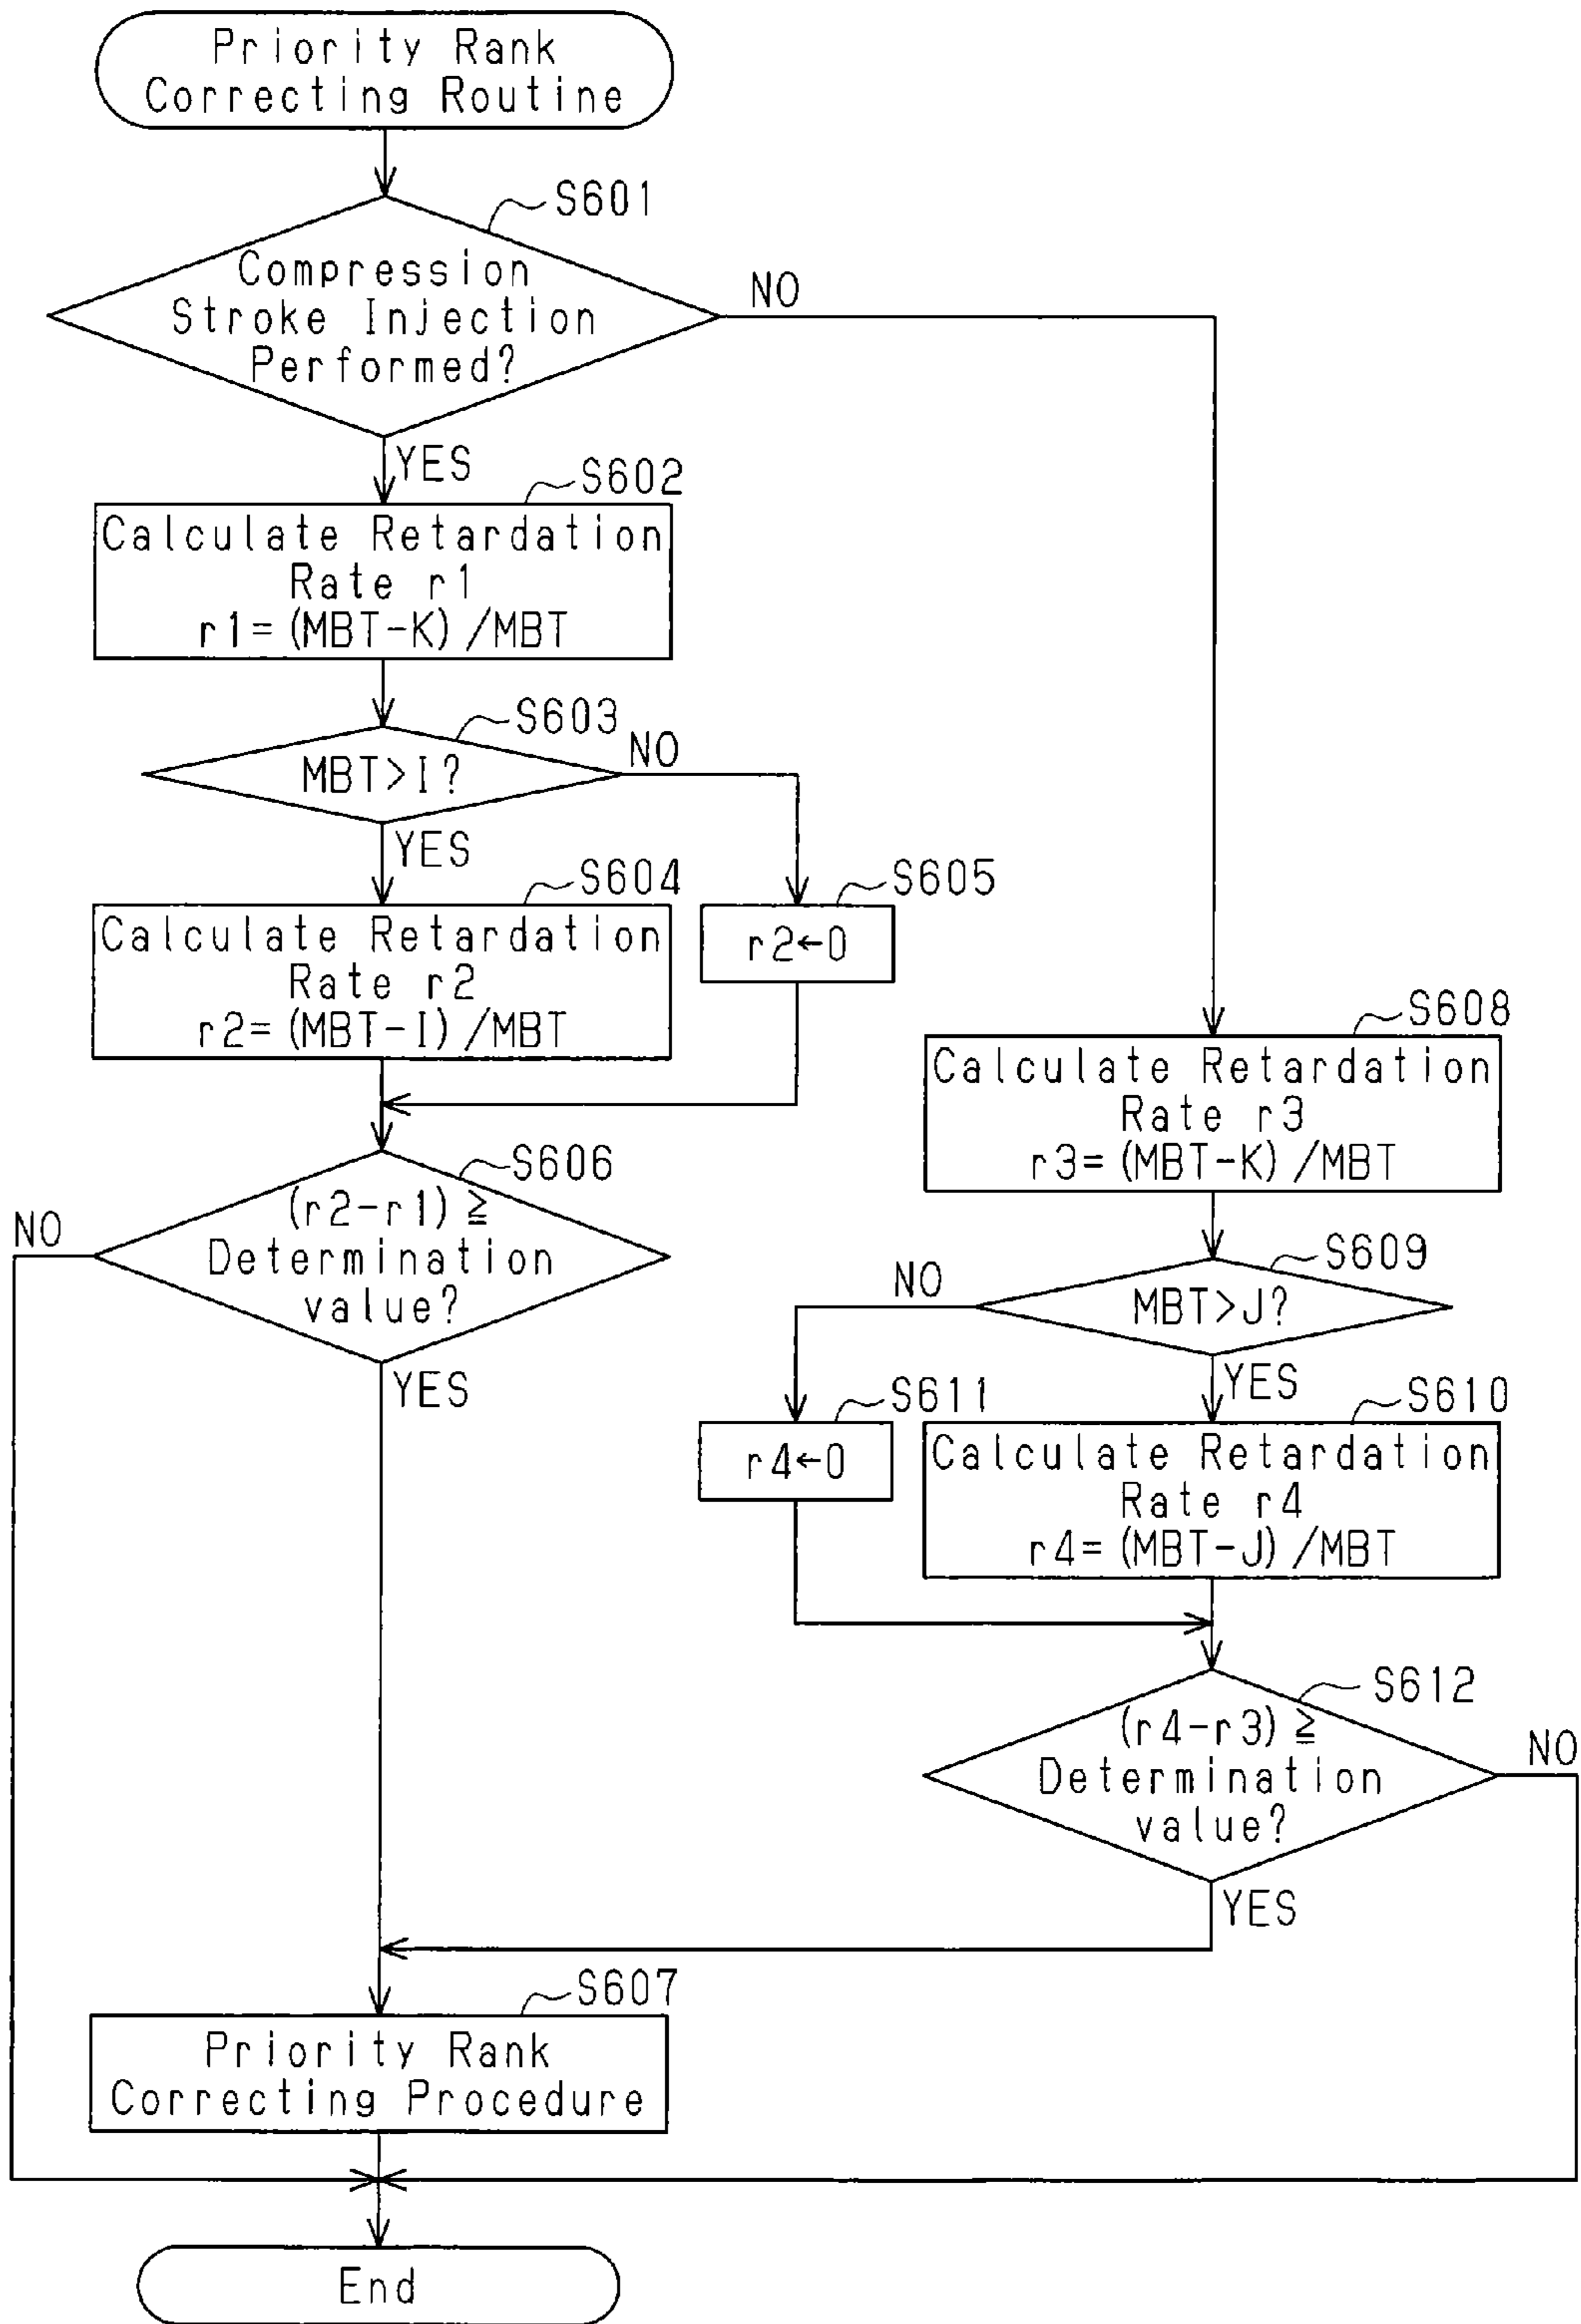 Priority Rank
Correcting Routine
S601
Compression
Stroke Injection
Performed?
NO
YES
S602
Calculate Retardation
Rate r1
r1=(MBT-K)/MBT
S603
MBT>I?
NO
YES
S604
Calculate Retardation
Rate r2
r2=(MBT-I)/MBT
S605
r2←0
S606
(r2-r1)≧
Determination
value?
NO
YES
S608
Calculate Retardation
Rate r3
r3=(MBT-K)/MBT
S609
MBT>J?
NO
YES
S611
r4←0
S610
Calculate Retardation
Rate r4
r4=(MBT-J)/MBT
S612
(r4-r3)≧
Determination
value?
NO
YES
S607
Priority Rank
Correcting Procedure
End